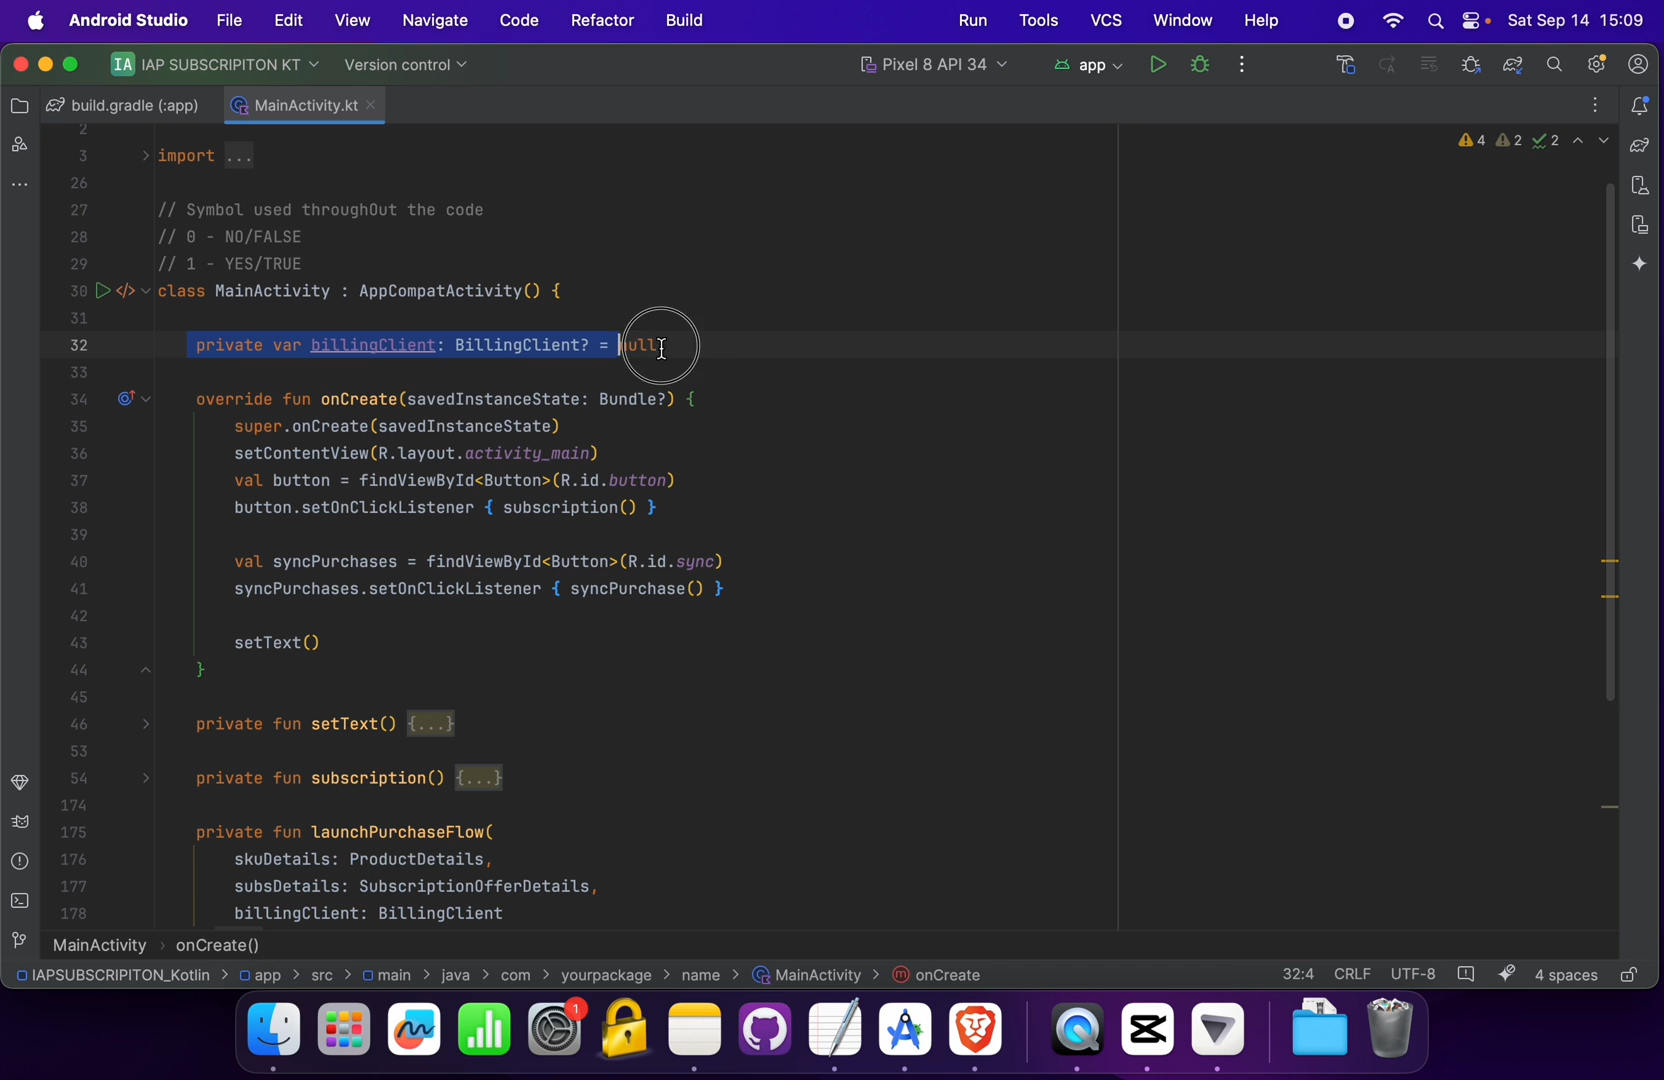 Android Studio File Edit View Navigate Code Refactor Build Run Tools VCS Window Help Sat Sep 14 15:09
IA IAP SUBSCRIPITON KT Version control Pixel 8 API 34 app
build.gradle (:app) MainActivity.kt
2
4 2 2
3 import ...
26
27 // Symbol used throughOut the code
28 // 0 - NO/FALSE
29 // 1 - YES/TRUE
30 </> class MainActivity : AppCompatActivity() {
31
32 private var billingClient: BillingClient? = null
33
34 override fun onCreate(savedInstanceState: Bundle?) {
35 super.onCreate(savedInstanceState)
36 setContentView(R.layout.activity_main)
37 val button = findViewById<Button>(R.id.button)
38 button.setOnClickListener { subscription() }
39
40 val syncPurchases = findViewById<Button>(R.id.sync)
41 syncPurchases.setOnClickListener { syncPurchase() }
42
43 setText()
44 }
45
46 private fun setText() {...}
53
54 private fun subscription() {...}
174
175 private fun launchPurchaseFlow(
176 skuDetails: ProductDetails,
177 subsDetails: SubscriptionOfferDetails,
178 billingClient: BillingClient
MainActivity › onCreate()
IAPSUBSCRIPITON_Kotlin > app > src > main > java > com > yourpackage > name > MainActivity > onCreate 32:4 CRLF UTF-8 4 spaces
1